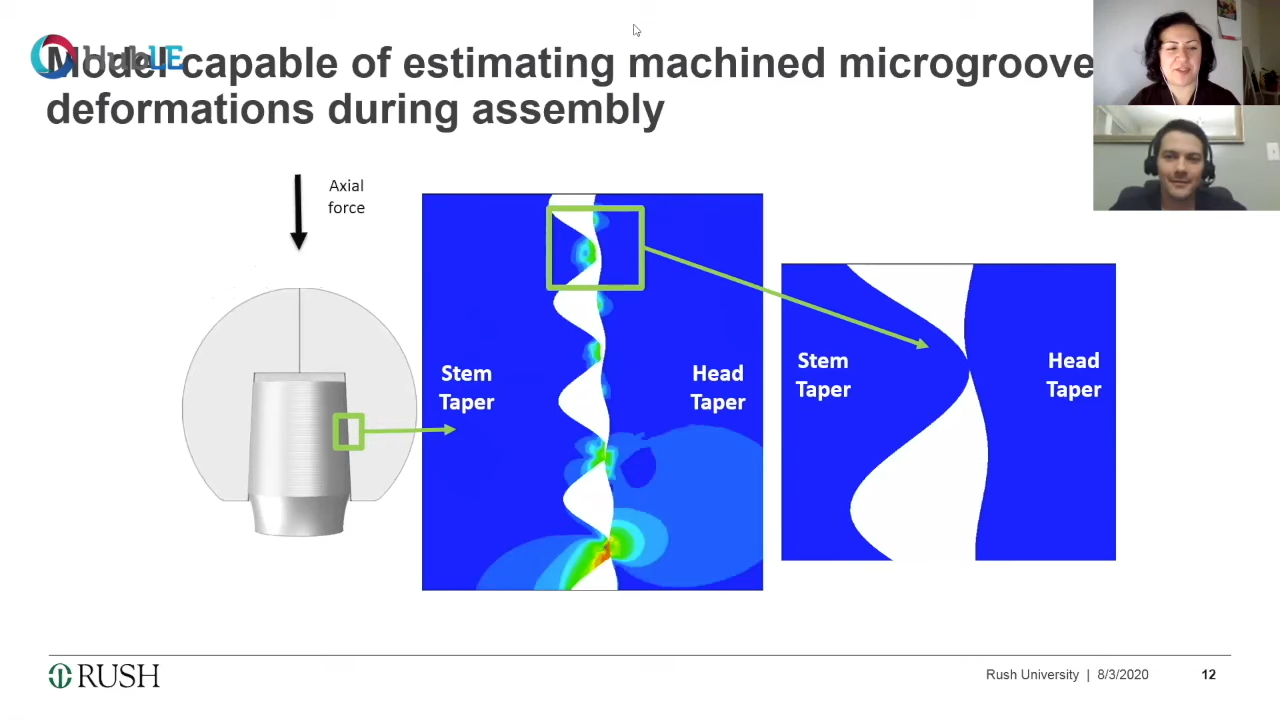 HubLE
Model capable of estimating machined microgroove
deformations during assembly
Axial
force
Stem
Taper
Head
Taper
Stem
Taper
Head
Taper
RUSH
Rush University | 8/3/2020
12